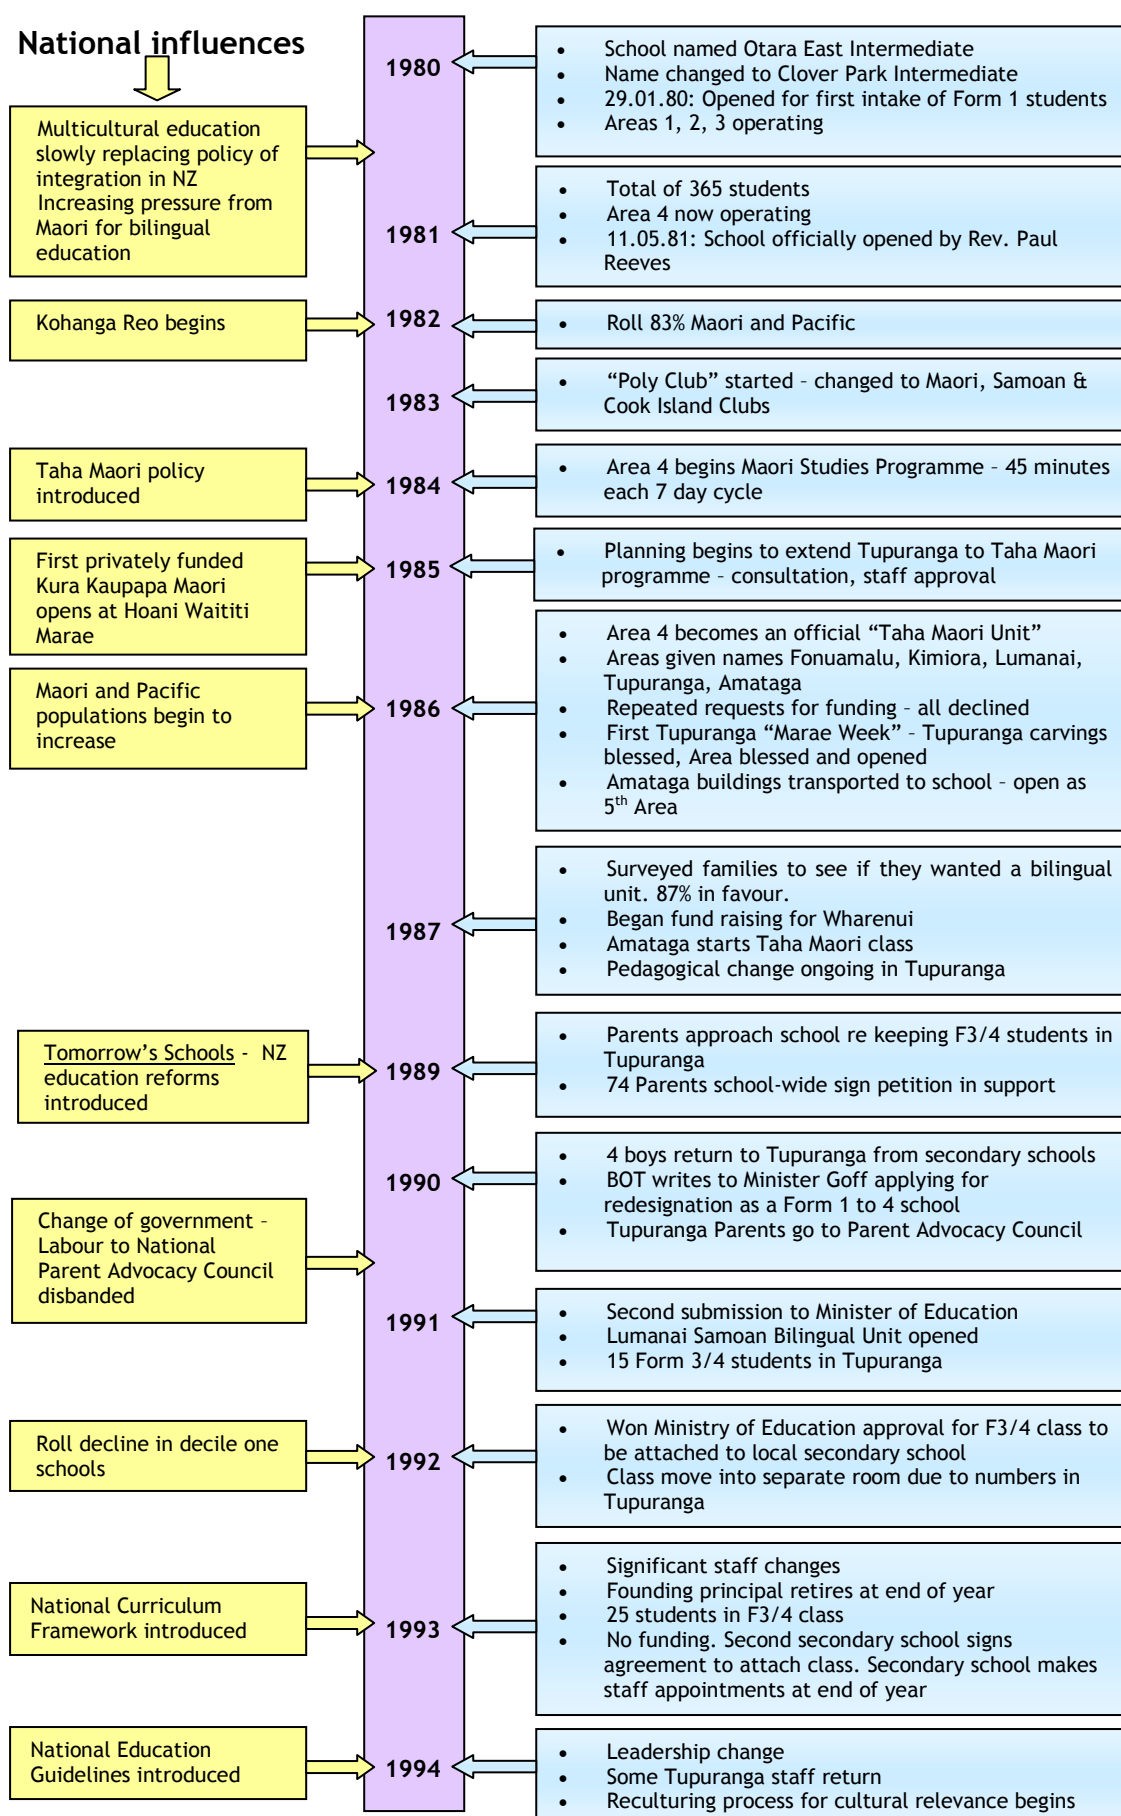 National influences
1980
• School named Otara East Intermediate
• Name changed to Clover Park Intermediate
• 29.01.80: Opened for first intake of Form 1 students
• Areas 1, 2, 3 operating
Multicultural education
slowly replacing policy of
integration in NZ
Increasing pressure from
Maori for bilingual
education
1981
• Total of 365 students
• Area 4 now operating
• 11.05.81: School officially opened by Rev. Paul
Reeves
Kohanga Reo begins
1982
• Roll 83% Maori and Pacific
1983
• “Poly Club” started – changed to Maori, Samoan &
Cook Island Clubs
Taha Maori policy
introduced
1984
• Area 4 begins Maori Studies Programme – 45 minutes
each 7 day cycle
First privately funded
Kura Kaupapa Maori
opens at Hoani Waititi
Marae
1985
• Planning begins to extend Tupuranga to Taha Maori
programme – consultation, staff approval
Maori and Pacific
populations begin to
increase
1986
• Area 4 becomes an official “Taha Maori Unit”
• Areas given names Fonuamalu, Kimiora, Lumanai,
Tupuranga, Amataga
• Repeated requests for funding – all declined
• First Tupuranga “Marae Week” – Tupuranga carvings
blessed, Area blessed and opened
• Amataga buildings transported to school – open as
5th Area
1987
• Surveyed families to see if they wanted a bilingual
unit. 87% in favour.
• Began fund raising for Wharenui
• Amataga starts Taha Maori class
• Pedagogical change ongoing in Tupuranga
Tomorrow’s Schools - NZ
education reforms
introduced
1989
• Parents approach school re keeping F3/4 students in
Tupuranga
• 74 Parents school-wide sign petition in support
1990
• 4 boys return to Tupuranga from secondary schools
• BOT writes to Minister Goff applying for
redesignation as a Form 1 to 4 school
• Tupuranga Parents go to Parent Advocacy Council
Change of government –
Labour to National
Parent Advocacy Council
disbanded
1991
• Second submission to Minister of Education
• Lumanai Samoan Bilingual Unit opened
• 15 Form 3/4 students in Tupuranga
Roll decline in decile one
schools
1992
• Won Ministry of Education approval for F3/4 class to
be attached to local secondary school
• Class move into separate room due to numbers in
Tupuranga
National Curriculum
Framework introduced
1993
• Significant staff changes
• Founding principal retires at end of year
• 25 students in F3/4 class
• No funding. Second secondary school signs
agreement to attach class. Secondary school makes
staff appointments at end of year
National Education
Guidelines introduced
1994
• Leadership change
• Some Tupuranga staff return
• Reculturing process for cultural relevance begins